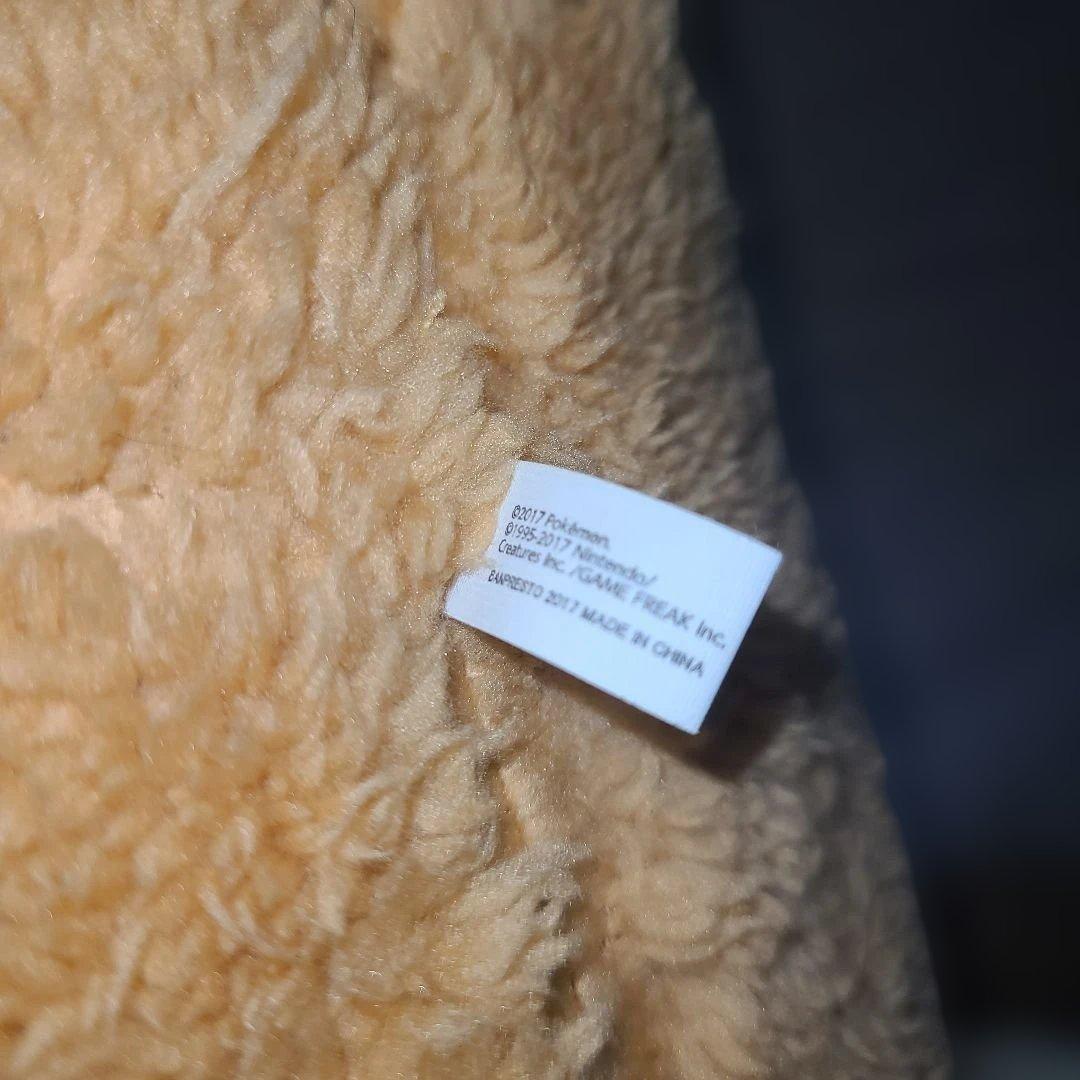 ©2017 Pokémon.
©1995-2017 Nintendo/
Creatures Inc. /GAME FREAK Inc.
BANPRESTO 2017 MADE IN CHINA